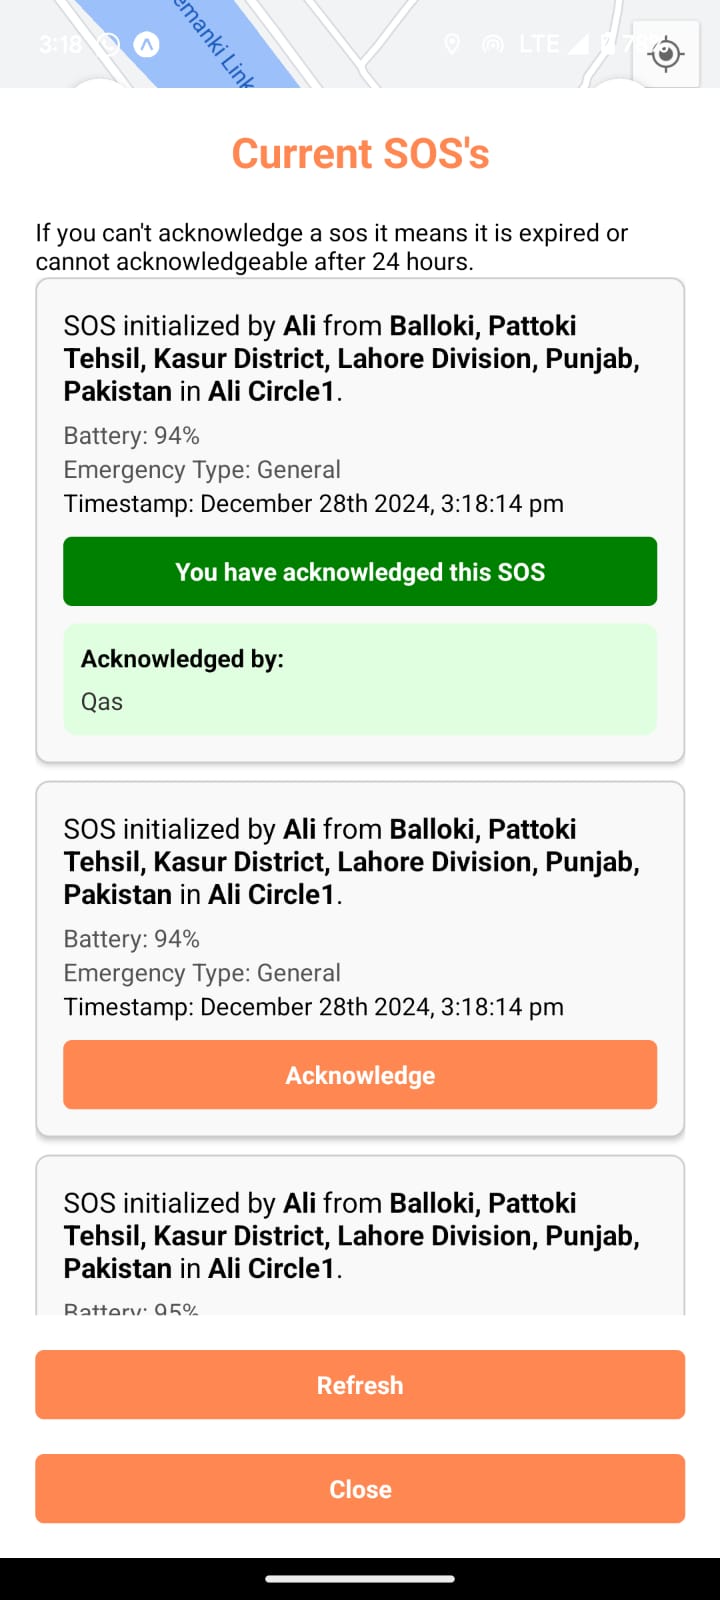 3:18
LTE
emanki Link
Current SOS's
If you can't acknowledge a sos it means it is expired or
cannot acknowledgeable after 24 hours.
SOS initialized by Ali from Balloki, Pattoki
Tehsil, Kasur District, Lahore Division, Punjab,
Pakistan in Ali Circle1.
Battery: 94%
Emergency Type: General
Timestamp: December 28th 2024, 3:18:14 pm
You have acknowledged this SOS
Acknowledged by:
Qas
SOS initialized by Ali from Balloki, Pattoki
Tehsil, Kasur District, Lahore Division, Punjab,
Pakistan in Ali Circle1.
Battery: 94%
Emergency Type: General
Timestamp: December 28th 2024, 3:18:14 pm
Acknowledge
SOS initialized by Ali from Balloki, Pattoki
Tehsil, Kasur District, Lahore Division, Punjab,
Pakistan in Ali Circle1.
Battery: 95%
Refresh
Close